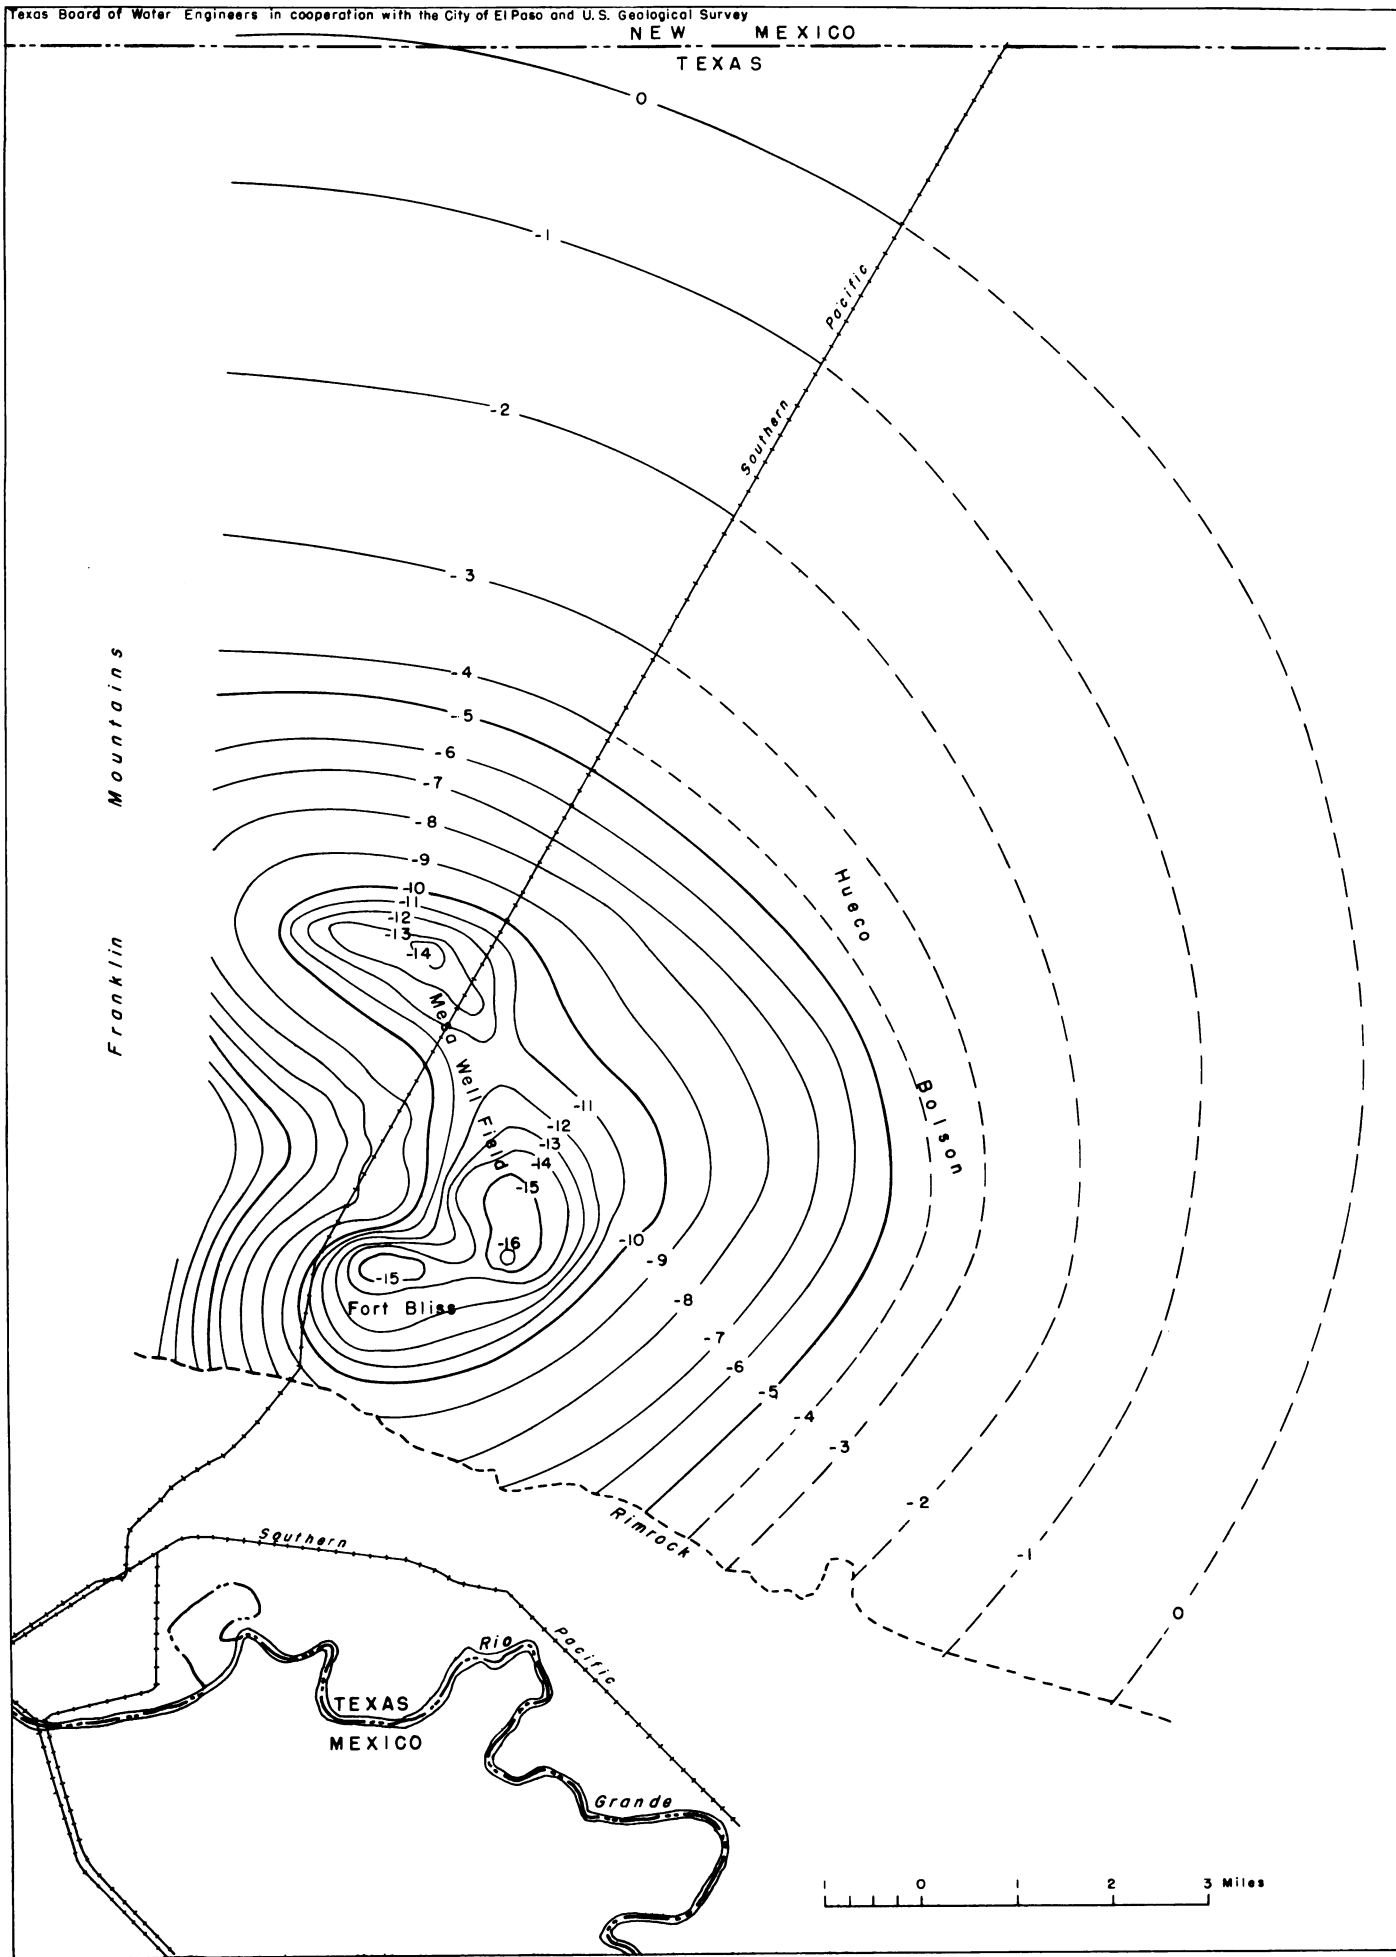 Texas Board of Water Engineers in cooperation with the City of El Paso and U.S. Geological Survey
NEW MEXICO
TEXAS
0
-1
Pacific
Southern
-2
-3
Mountains
-4
-5
-6
-7
-8
-9
Hueco
-10
-11
-12
-13
-14
Franklin
Mesa Well Field
Bolson
-11
-12
-13
-14
-15
-16
-10
-9
-15
-8
Fort Bliss
-7
-6
-5
-4
-3
-2
Rimrock
Southern
-1
0
Rio
Pacific
TEXAS
MEXICO
Grande
1 0 1 2 3 Miles